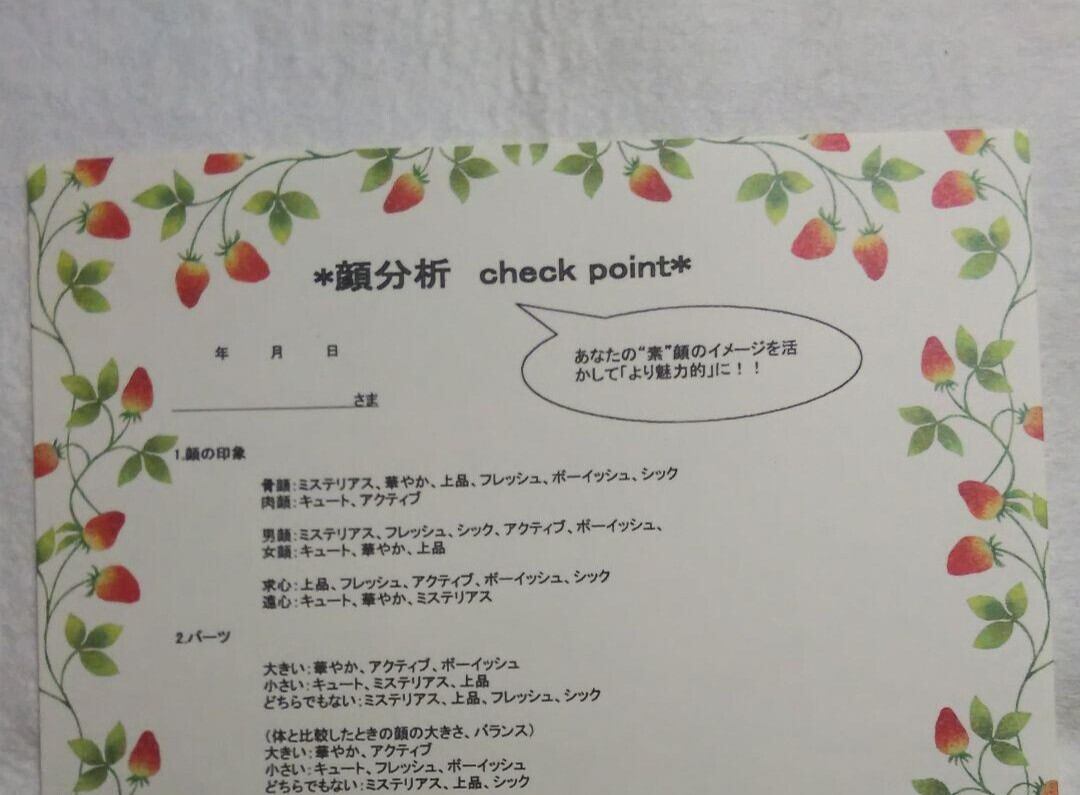 *顔分析　check point*
あなたの“素”顔のイメージを活
かして「より魅力的」に！！
年　　月　　日
さま
1.顔の印象
骨顔：ミステリアス、華やか、上品、フレッシュ、ボーイッシュ、シック
肉顔：キュート、アクティブ
男顔：ミステリアス、フレッシュ、シック、アクティブ、ボーイッシュ、
女顔：キュート、華やか、上品
求心：上品、フレッシュ、アクティブ、ボーイッシュ、シック
遠心：キュート、華やか、ミステリアス
2.パーツ
大きい：華やか、アクティブ、ボーイッシュ
小さい：キュート、ミステリアス、上品
どちらでもない：ミステリアス、上品、フレッシュ、シック
（体と比較したときの顔の大きさ、バランス）
大きい：華やか、アクティブ
小さい：キュート、フレッシュ、ボーイッシュ
どちらでもない：ミステリアス、上品、シック